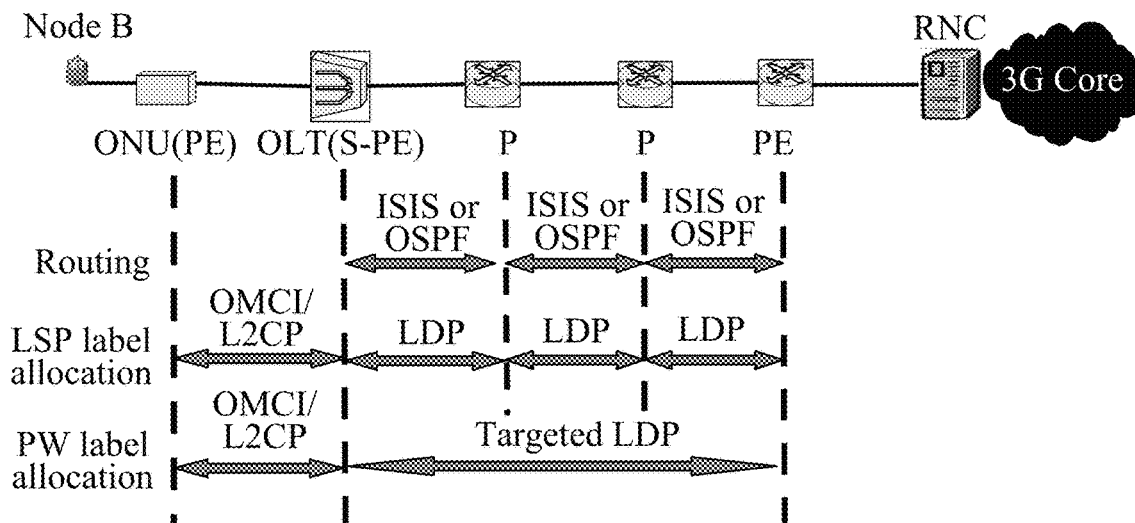 Node B
RNC
3G Core
ONU(PE)
OLT(S-PE)
P
P
PE
ISIS or
OSPF
ISIS or
OSPF
ISIS or
OSPF
Routing
OMCI/
L2CP
LDP
LDP
LDP
LSP label
allocation
OMCI/
L2CP
Targeted LDP
PW label
allocation